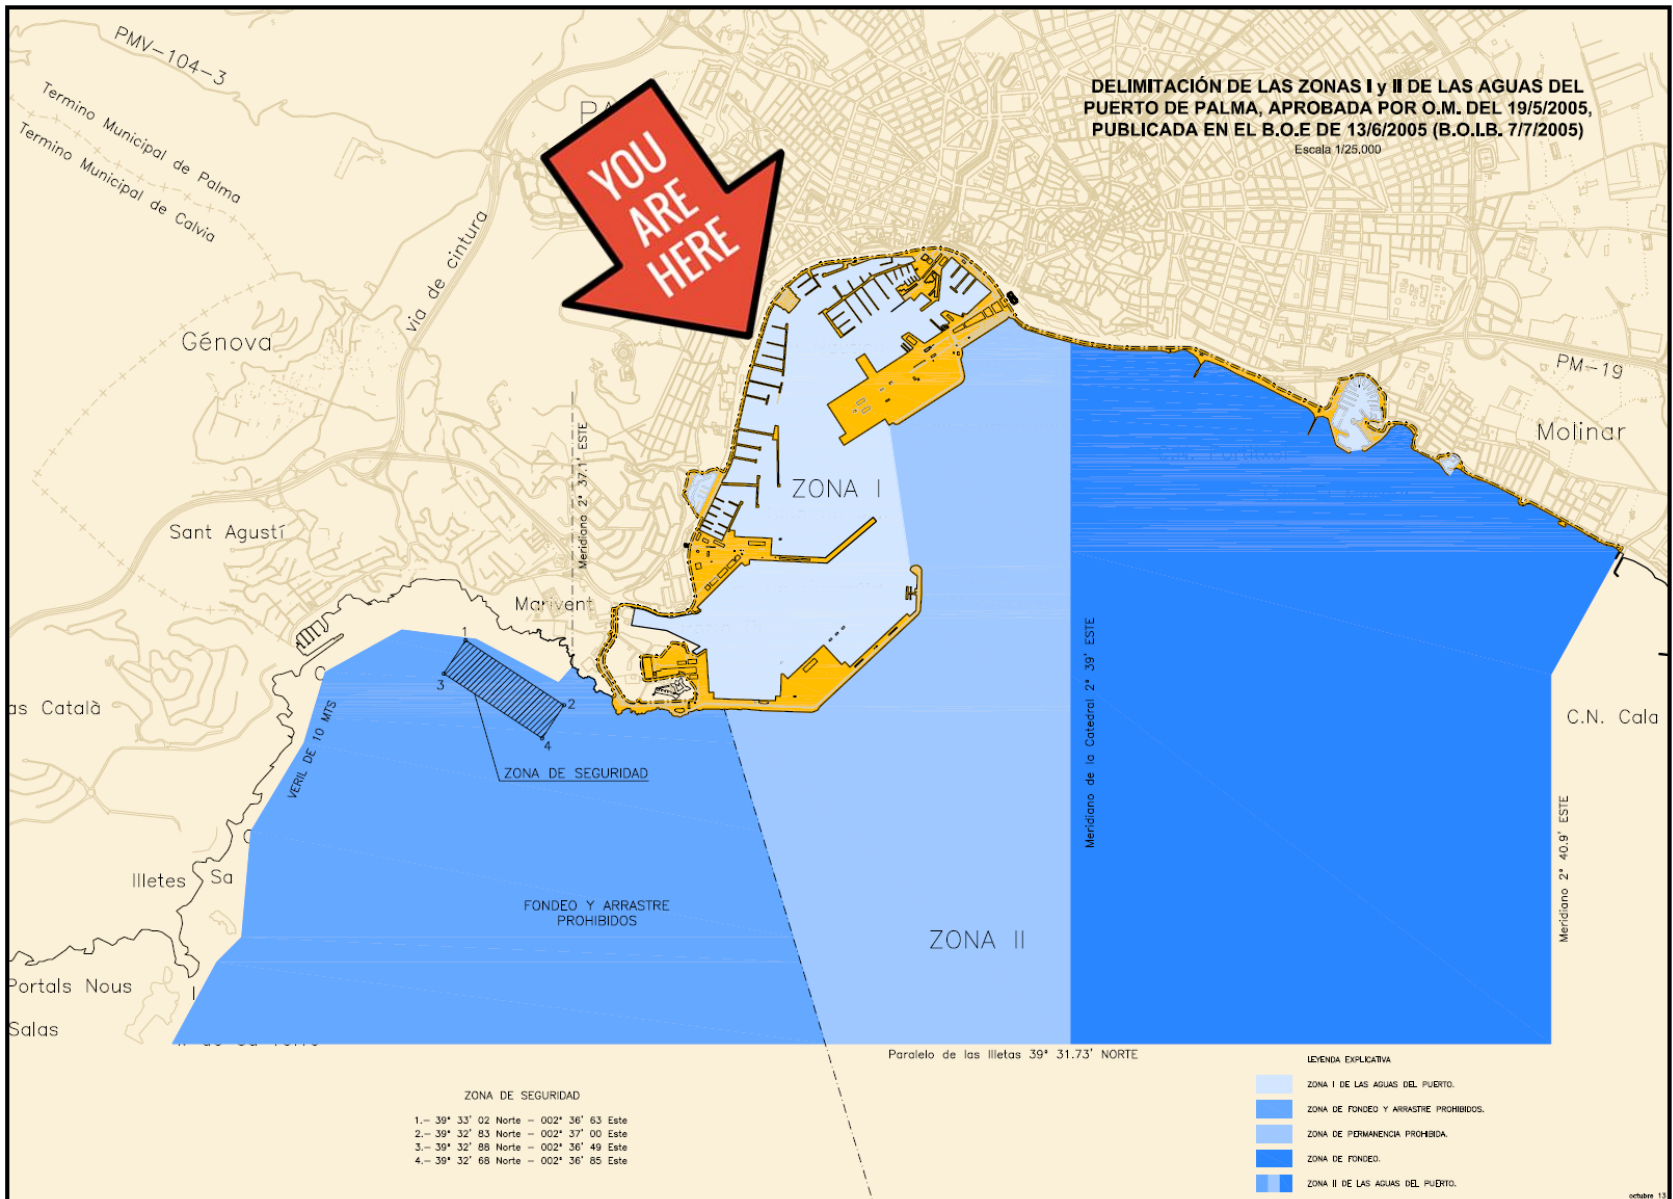 PMV-104-3
DELIMITACIÓN DE LAS ZONAS I y II DE LAS AGUAS DEL
PUERTO DE PALMA, APROBADA POR O.M. DEL 19/5/2005,
PUBLICADA EN EL B.O.E DE 13/6/2005 (B.O.I.B. 7/7/2005)
Escala 1/25.000
Termino Municipal de Palma
Termino Municipal de Calvia
YOU
ARE
HERE
via de cintura
Génova
PM-19
Molinar
Meridiano 2° 37.1' ESTE
ZONA I
Sant Agustí
Marivent
1
2
3
4
as Català
VERIL DE 10 MTS
ZONA DE SEGURIDAD
Meridiano de la Catedral 2° 39' ESTE
C.N. Cala
Meridiano 2° 40.9' ESTE
Illetes
Sa
FONDEO Y ARRASTRE
PROHIBIDOS
ZONA II
Portals Nous
Salas
Paralelo de las Illetas 39° 31.73' NORTE
ZONA DE SEGURIDAD
1.- 39° 33' 02 Norte - 002° 36' 63 Este
2.- 39° 32' 83 Norte - 002° 37' 00 Este
3.- 39° 32' 88 Norte - 002° 36' 49 Este
4.- 39° 32' 68 Norte - 002° 36' 85 Este
LEYENDA EXPLICATIVA
ZONA I DE LAS AGUAS DEL PUERTO.
ZONA DE FONDEO Y ARRASTRE PROHIBIDOS.
ZONA DE PERMANENCIA PROHIBIDA.
ZONA DE FONDEO.
ZONA II DE LAS AGUAS DEL PUERTO.
octubre 13